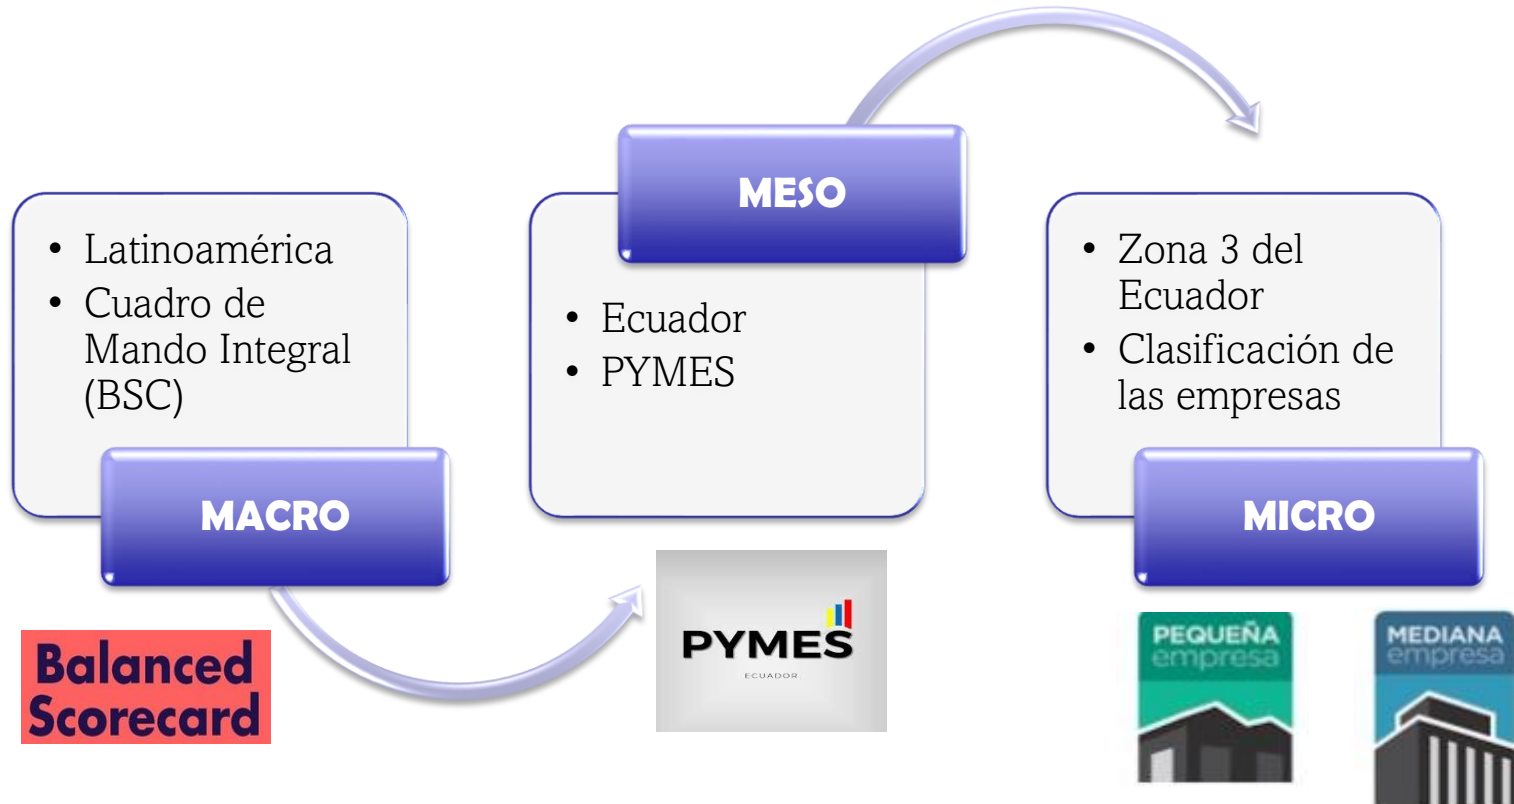 • Latinoamérica
• Cuadro de
Mando Integral
(BSC)
MACRO
Balanced
Scorecard
MESO
• Ecuador
• PYMES
PYMES
ECUADOR
• Zona 3 del
Ecuador
• Clasificación de
las empresas
MICRO
PEQUEÑA
empresa
MEDIANA
empresa